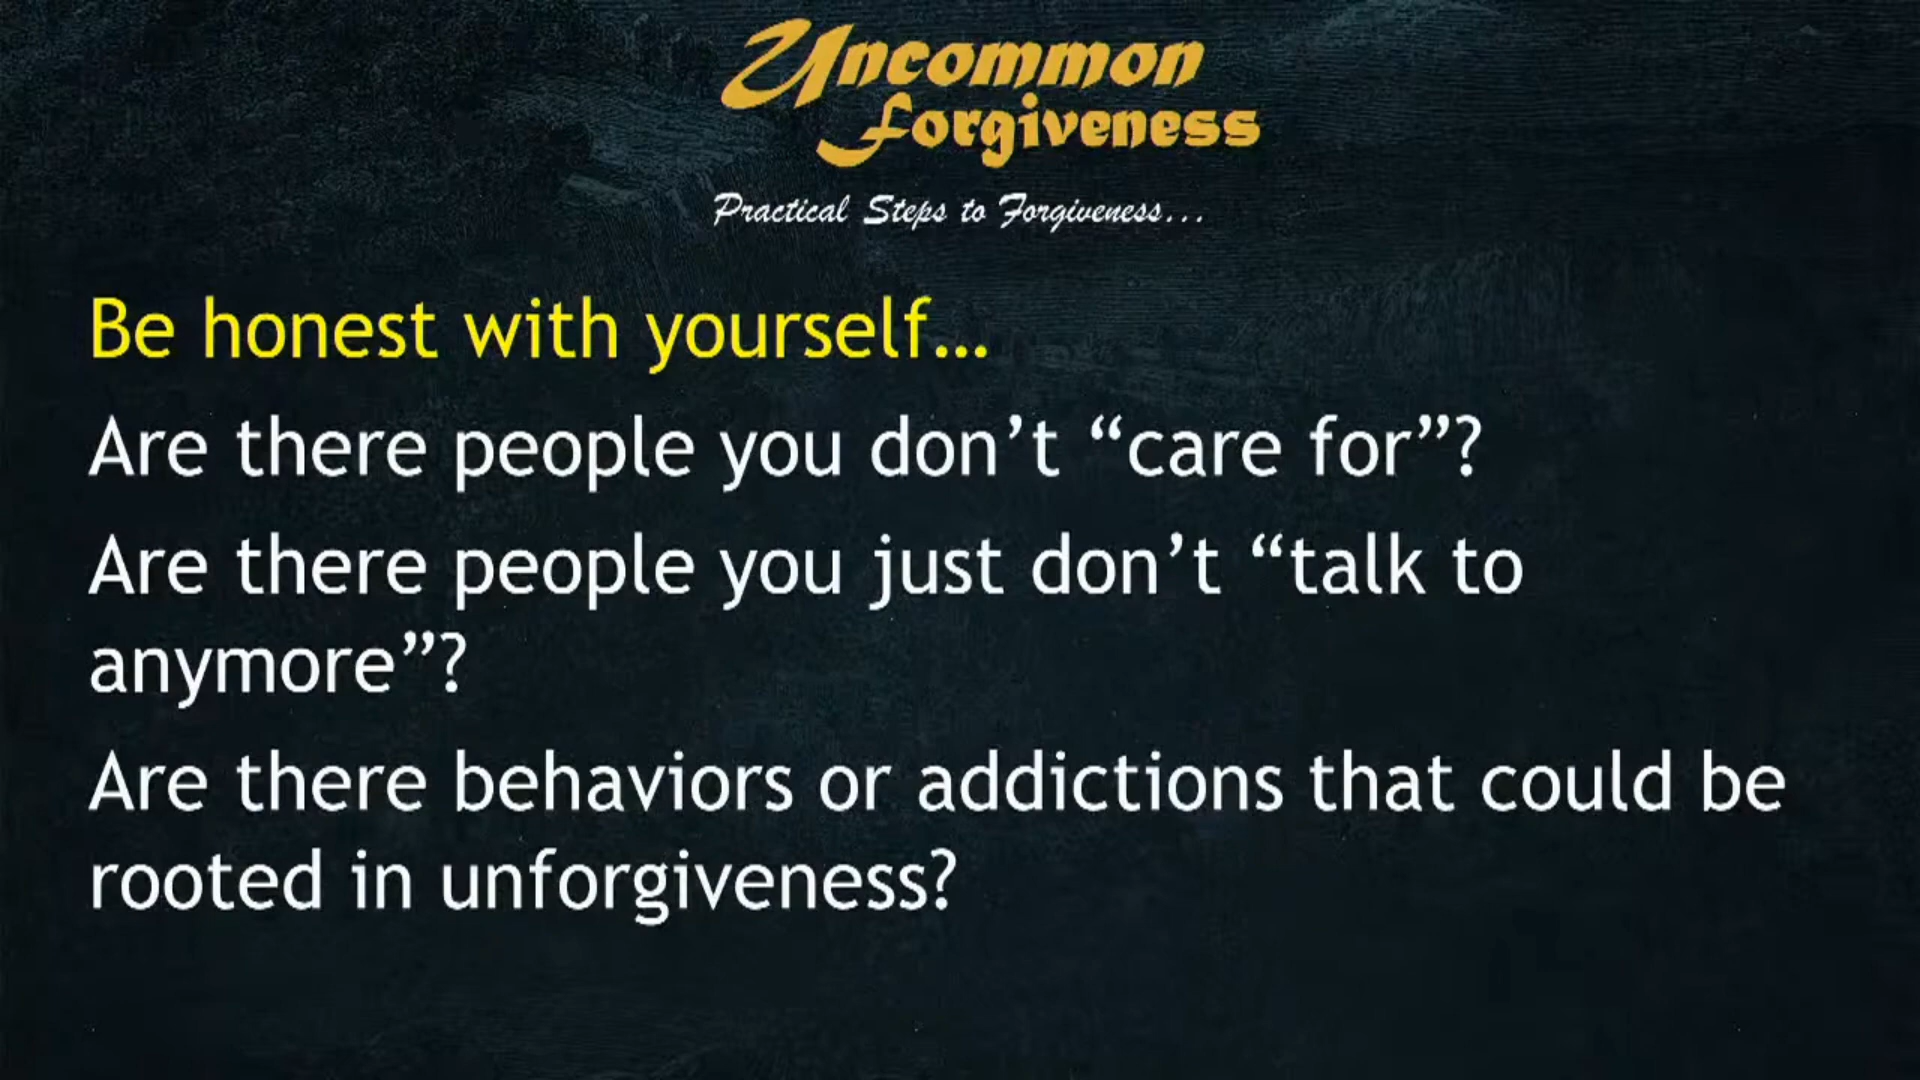 Uncommon
Forgiveness
Practical Steps to Forgiveness...
Be honest with yourself…
Are there people you don’t “care for”?
Are there people you just don’t “talk to
anymore”?
Are there behaviors or addictions that could be
rooted in unforgiveness?